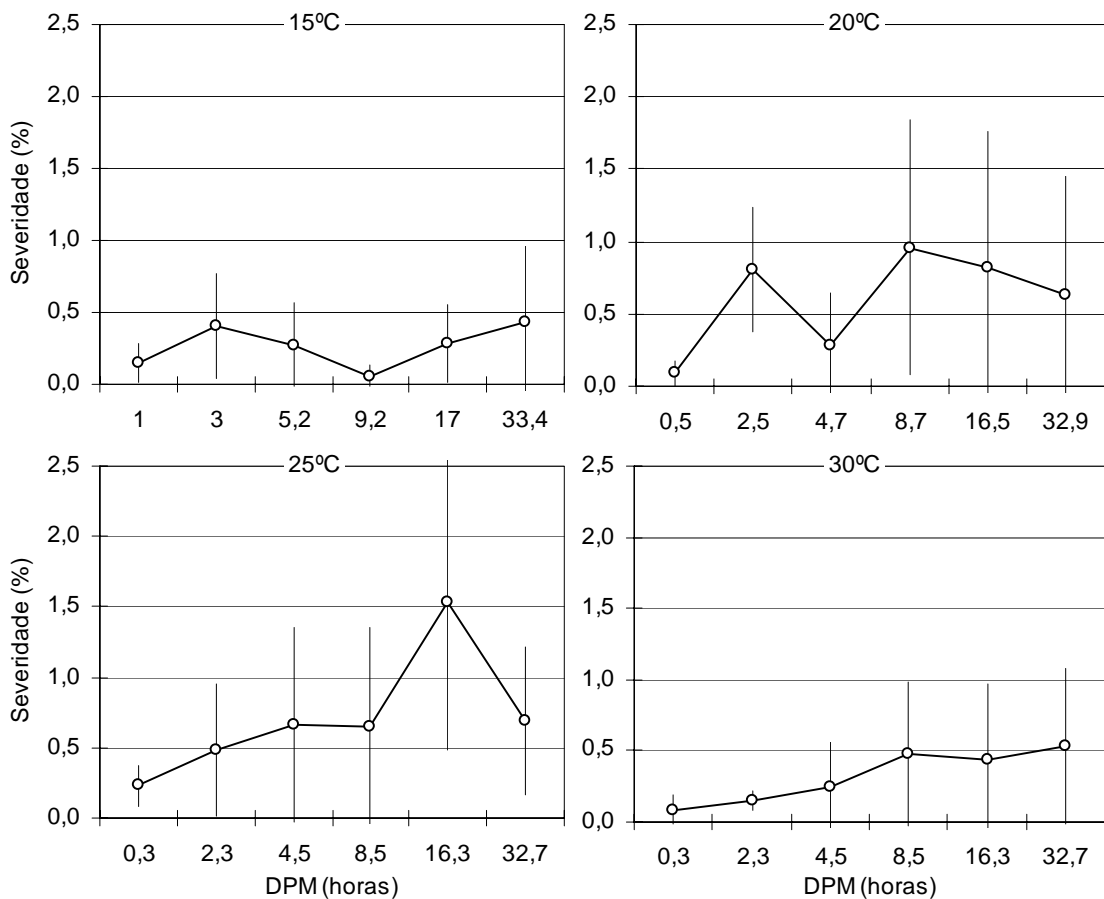 15ºC
2,5
2,0
1,5
1,0
0,5
0,0
Severidade (%)
1 3 5,2 9,2 17 33,4
20ºC
2,5
2,0
1,5
1,0
0,5
0,0
0,5 2,5 4,7 8,7 16,5 32,9
25ºC
2,5
2,0
1,5
1,0
0,5
0,0
Severidade (%)
0,3 2,3 4,5 8,5 16,3 32,7
DPM (horas)
30ºC
2,5
2,0
1,5
1,0
0,5
0,0
0,3 2,3 4,5 8,5 16,3 32,7
DPM (horas)